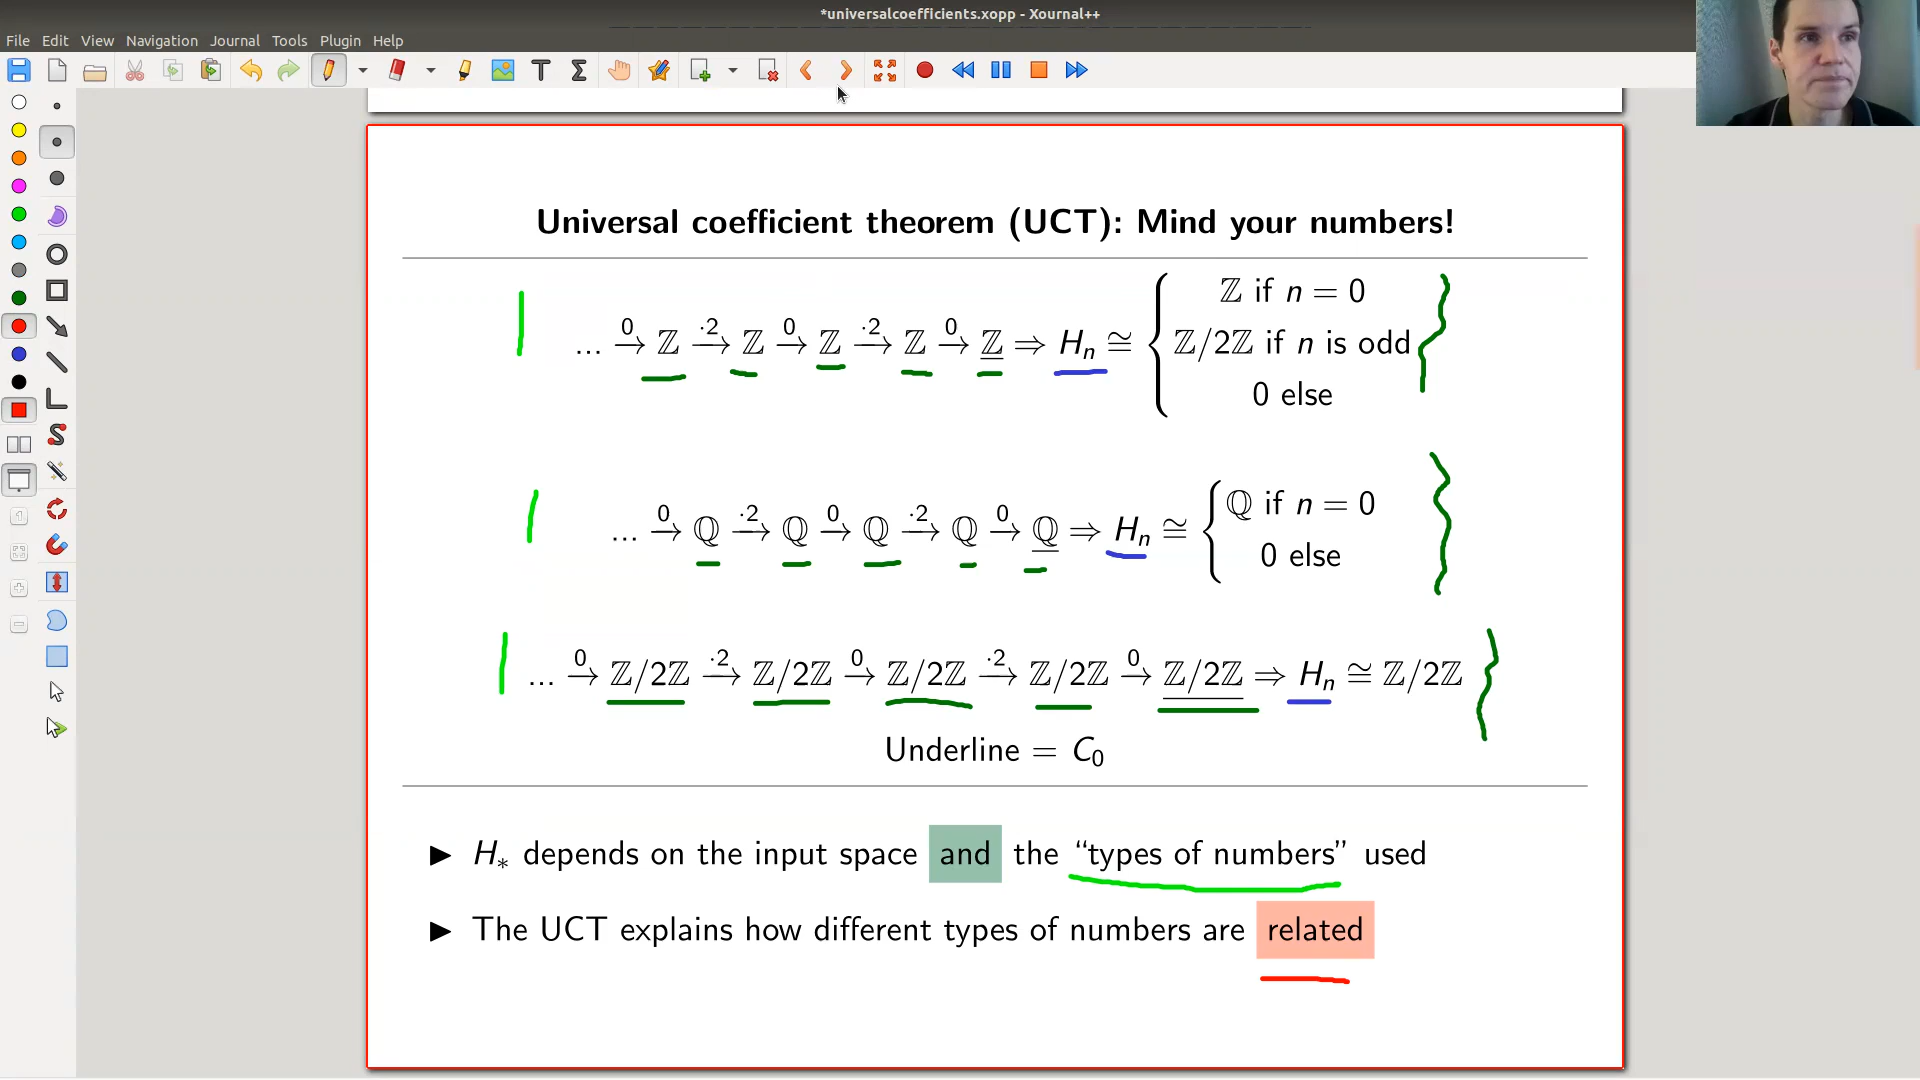 *universalcoefficients.xopp - Xournal++
File Edit View Navigation Journal Tools Plugin Help
Universal coefficient theorem (UCT): Mind your numbers!
... →^0 ℤ →^{·2} ℤ →^0 ℤ →^{·2} ℤ →^0 ℤ ⇒ Hₙ ≅ { ℤ if n = 0
ℤ/2ℤ if n is odd
0 else
... →^0 ℚ →^{·2} ℚ →^0 ℚ →^{·2} ℚ →^0 ℚ ⇒ Hₙ ≅ { ℚ if n = 0
0 else
... →^0 ℤ/2ℤ →^{·2} ℤ/2ℤ →^0 ℤ/2ℤ →^{·2} ℤ/2ℤ →^0 ℤ/2ℤ ⇒ Hₙ ≅ ℤ/2ℤ
Underline = C₀
▶ H∗ depends on the input space and the “types of numbers” used
▶ The UCT explains how different types of numbers are related